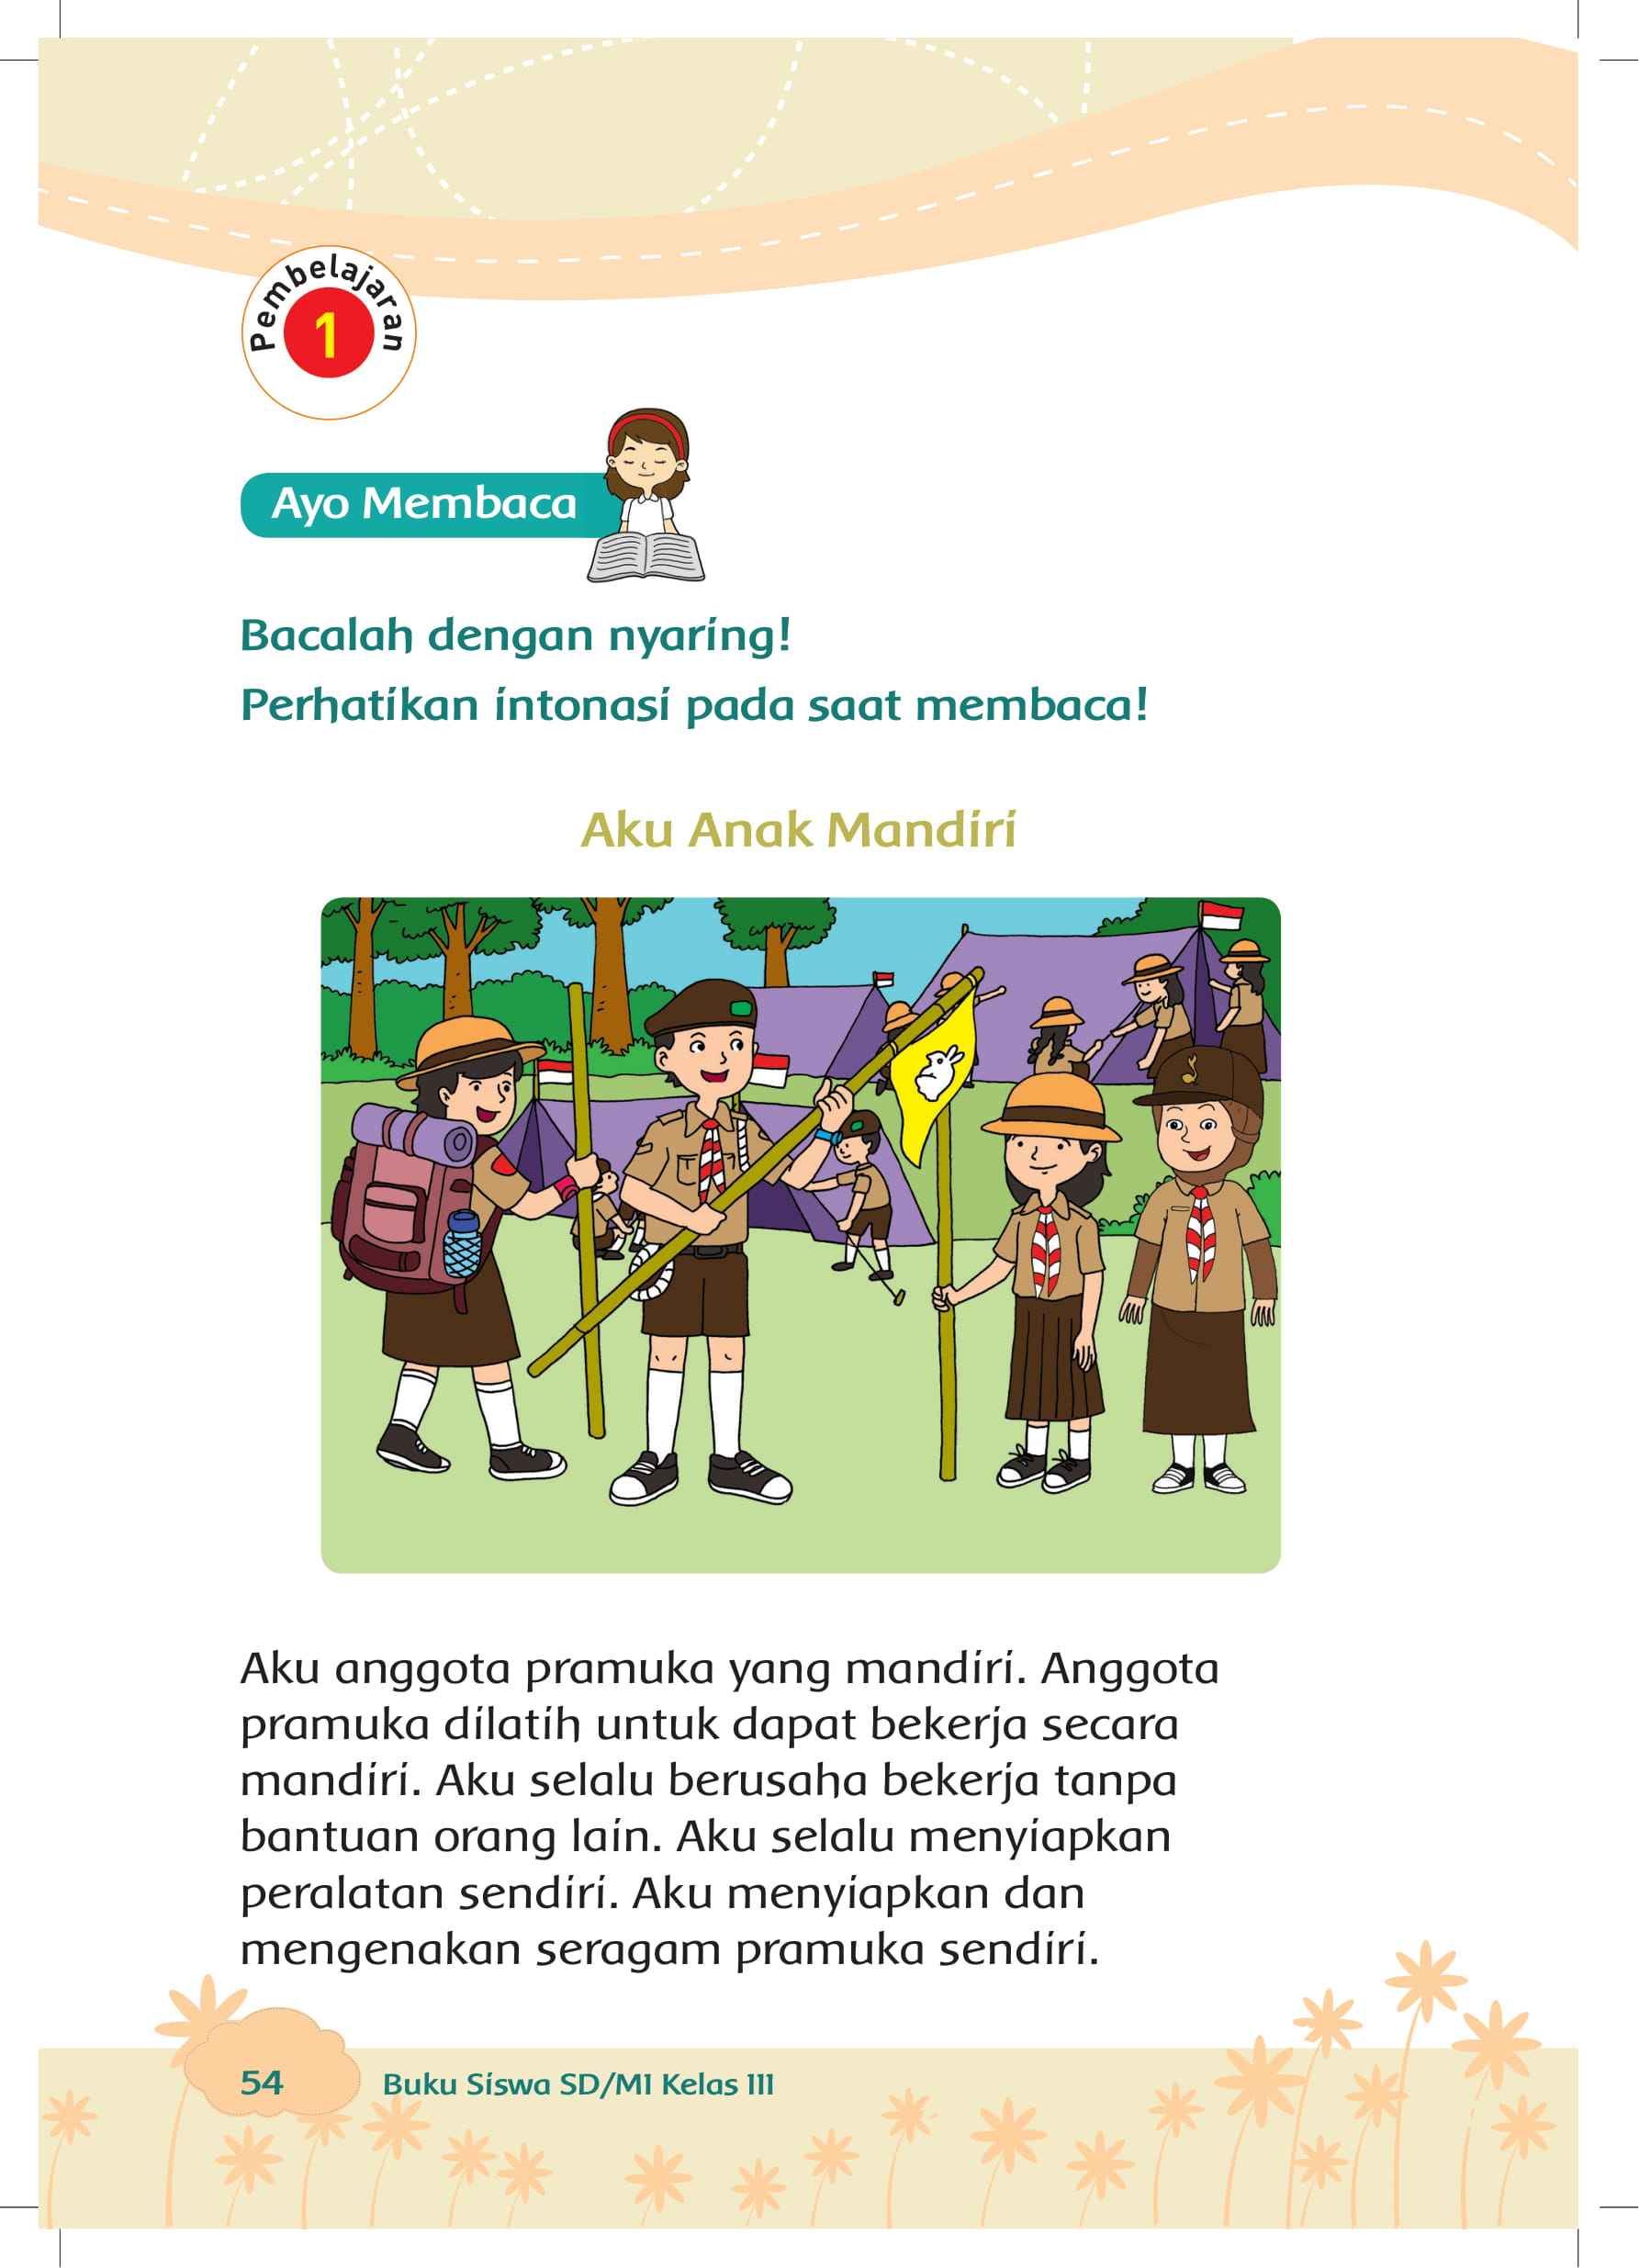 Pembelajaran
1
Ayo Membaca
Bacalah dengan nyaring!
Perhatikan intonasi pada saat membaca!
Aku Anak Mandiri
Aku anggota pramuka yang mandiri. Anggota
pramuka dilatih untuk dapat bekerja secara
mandiri. Aku selalu berusaha bekerja tanpa
bantuan orang lain. Aku selalu menyiapkan
peralatan sendiri. Aku menyiapkan dan
mengenakan seragam pramuka sendiri.
54
Buku Siswa SD/MI Kelas III